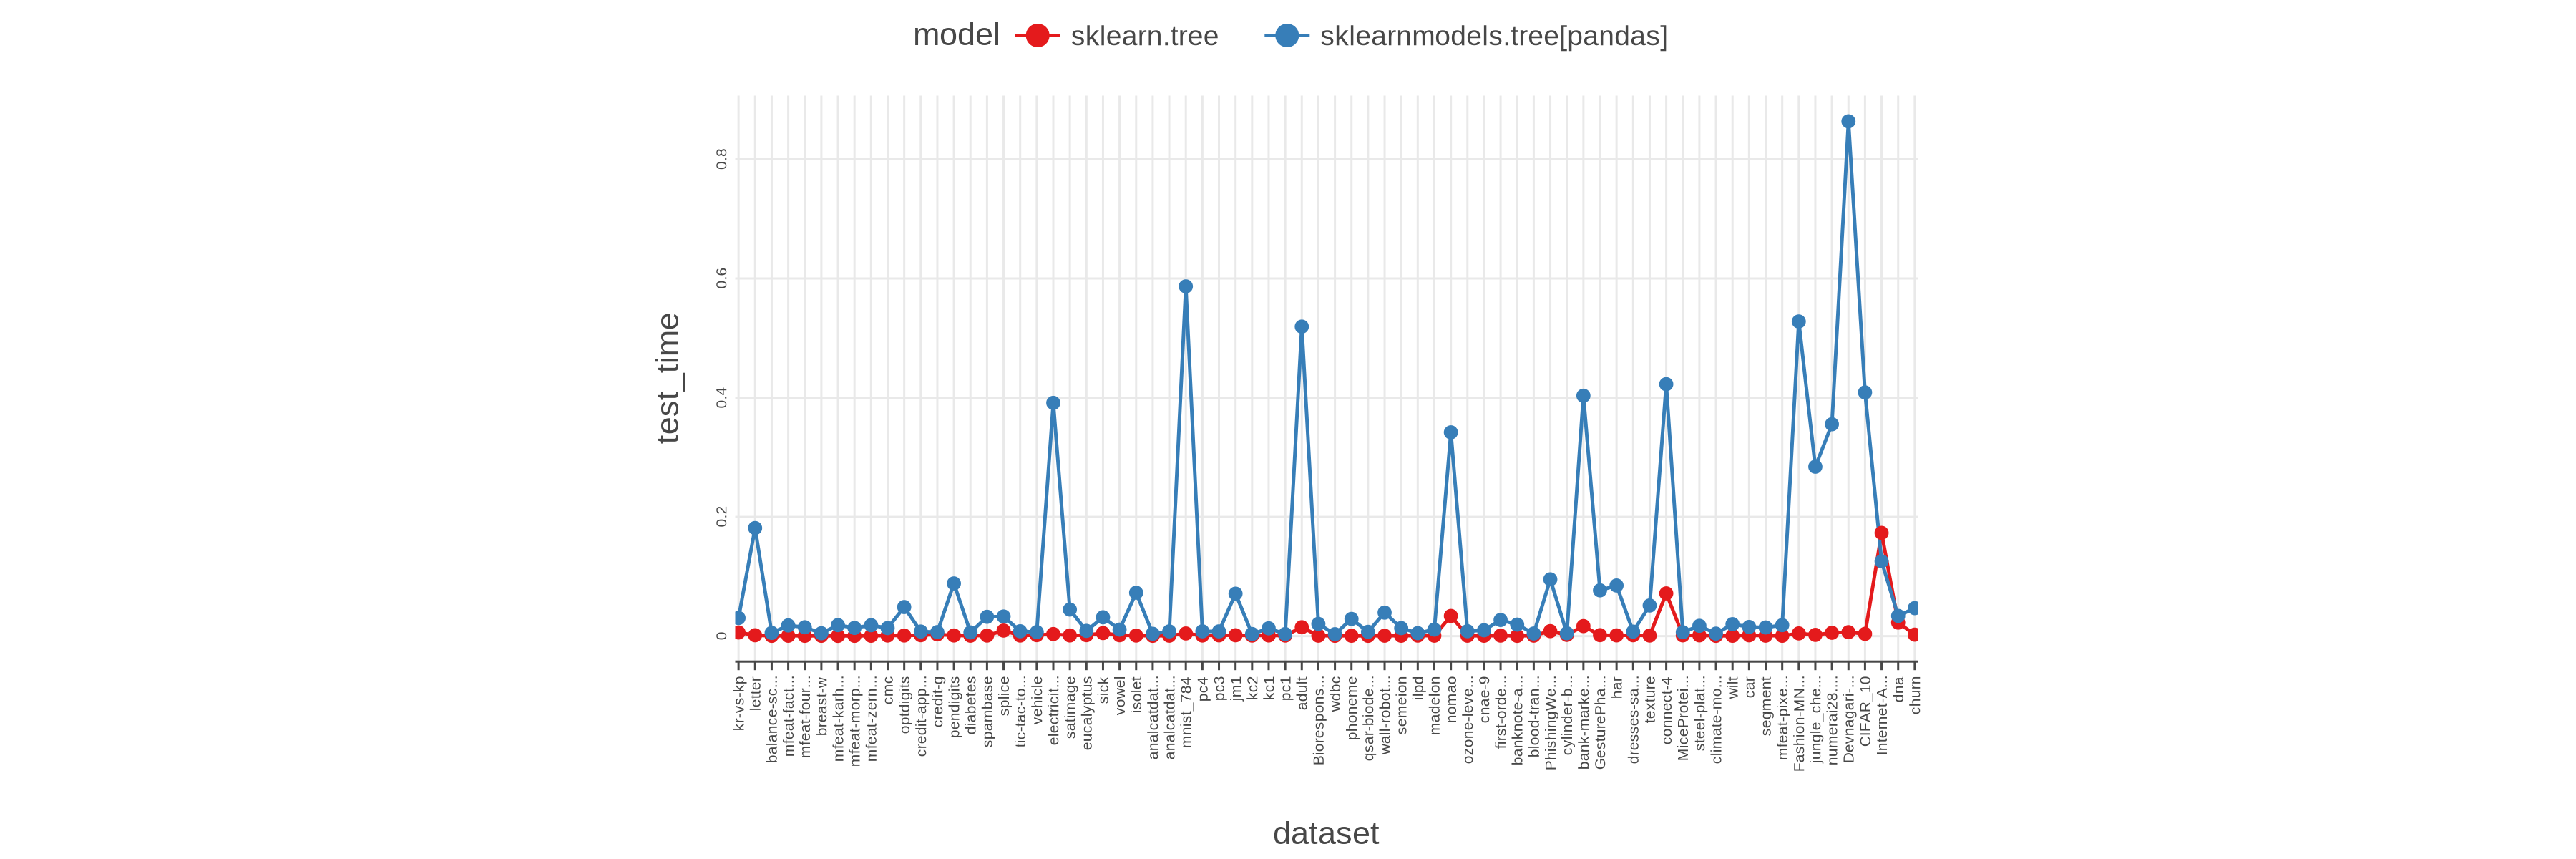 model sklearn.tree sklearnmodels.tree[pandas]
0.8
0.6
0.4
0.2
0
test_time
kr-vs-kp
letter
balance-sc...
mfeat-fact...
mfeat-four...
breast-w
mfeat-karh...
mfeat-morp...
mfeat-zern...
cmc
optdigits
credit-app...
credit-g
pendigits
diabetes
spambase
splice
tic-tac-to...
vehicle
electricit...
satimage
eucalyptus
sick
vowel
isolet
analcatdat...
analcatdat...
mnist_784
pc4
pc3
jm1
kc2
kc1
pc1
adult
Biorespons...
wdbc
phoneme
qsar-biode...
wall-robot...
semeion
ilpd
madelon
nomao
ozone-leve...
cnae-9
first-orde...
banknote-a...
blood-tran...
PhishingWe...
cylinder-b...
bank-marke...
GesturePha...
har
dresses-sa...
texture
connect-4
MiceProtei...
steel-plat...
climate-mo...
wilt
car
segment
mfeat-pixe...
Fashion-MN...
jungle_che...
numerai28....
Devnagari-...
CIFAR_10
Internet-A...
dna
churn
dataset